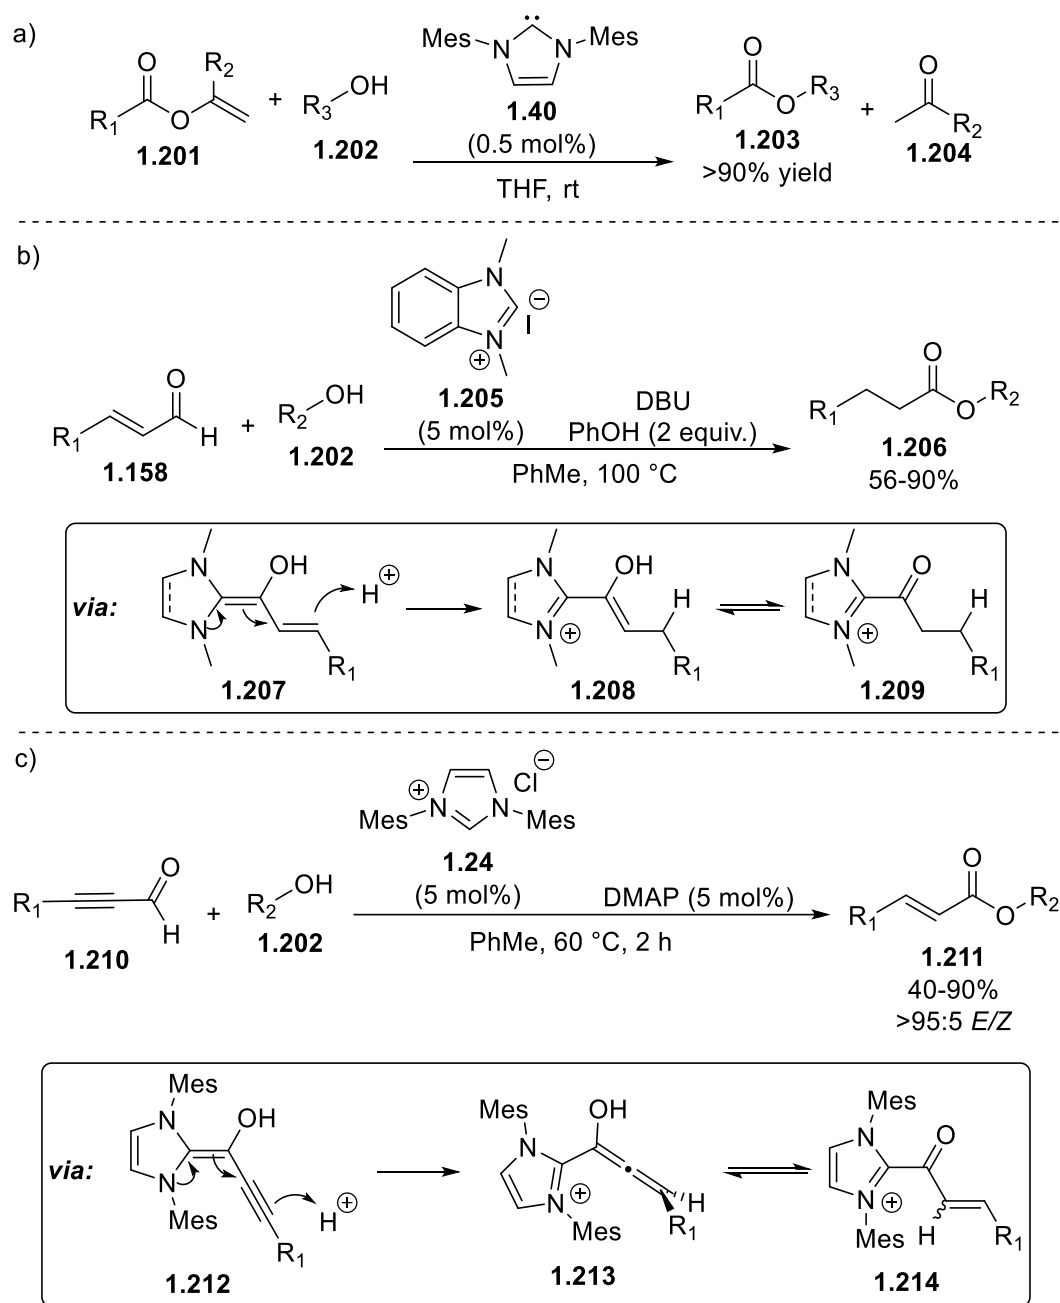 a)
O
R2
R1
O
1.201
+
R3
OH
1.202
Mes
N
N
Mes
1.40
(0.5 mol%)
THF, rt
O
R1
O
R3
1.203
>90% yield
+
O
R2
1.204
b)
R1
O
H
1.158
+
R2
OH
1.202
N
N
+
I
−
1.205
(5 mol%)
DBU
PhOH (2 equiv.)
PhMe, 100 °C
O
R1
O
R2
1.206
56-90%
via:
N
N
OH
R1
H
+
1.207
N
N
+
OH
H
R1
1.208
N
N
+
O
H
R1
1.209
c)
R1
O
H
1.210
+
R2
OH
1.202
Mes
N
+
N
Mes
Cl
−
1.24
(5 mol%)
DMAP (5 mol%)
PhMe, 60 °C, 2 h
O
R1
O
R2
1.211
40-90%
>95:5 E/Z
via:
Mes
N
N
Mes
OH
R1
H
+
1.212
Mes
N
N
+
Mes
OH
H
R1
1.213
Mes
N
N
+
Mes
O
H
R1
1.214